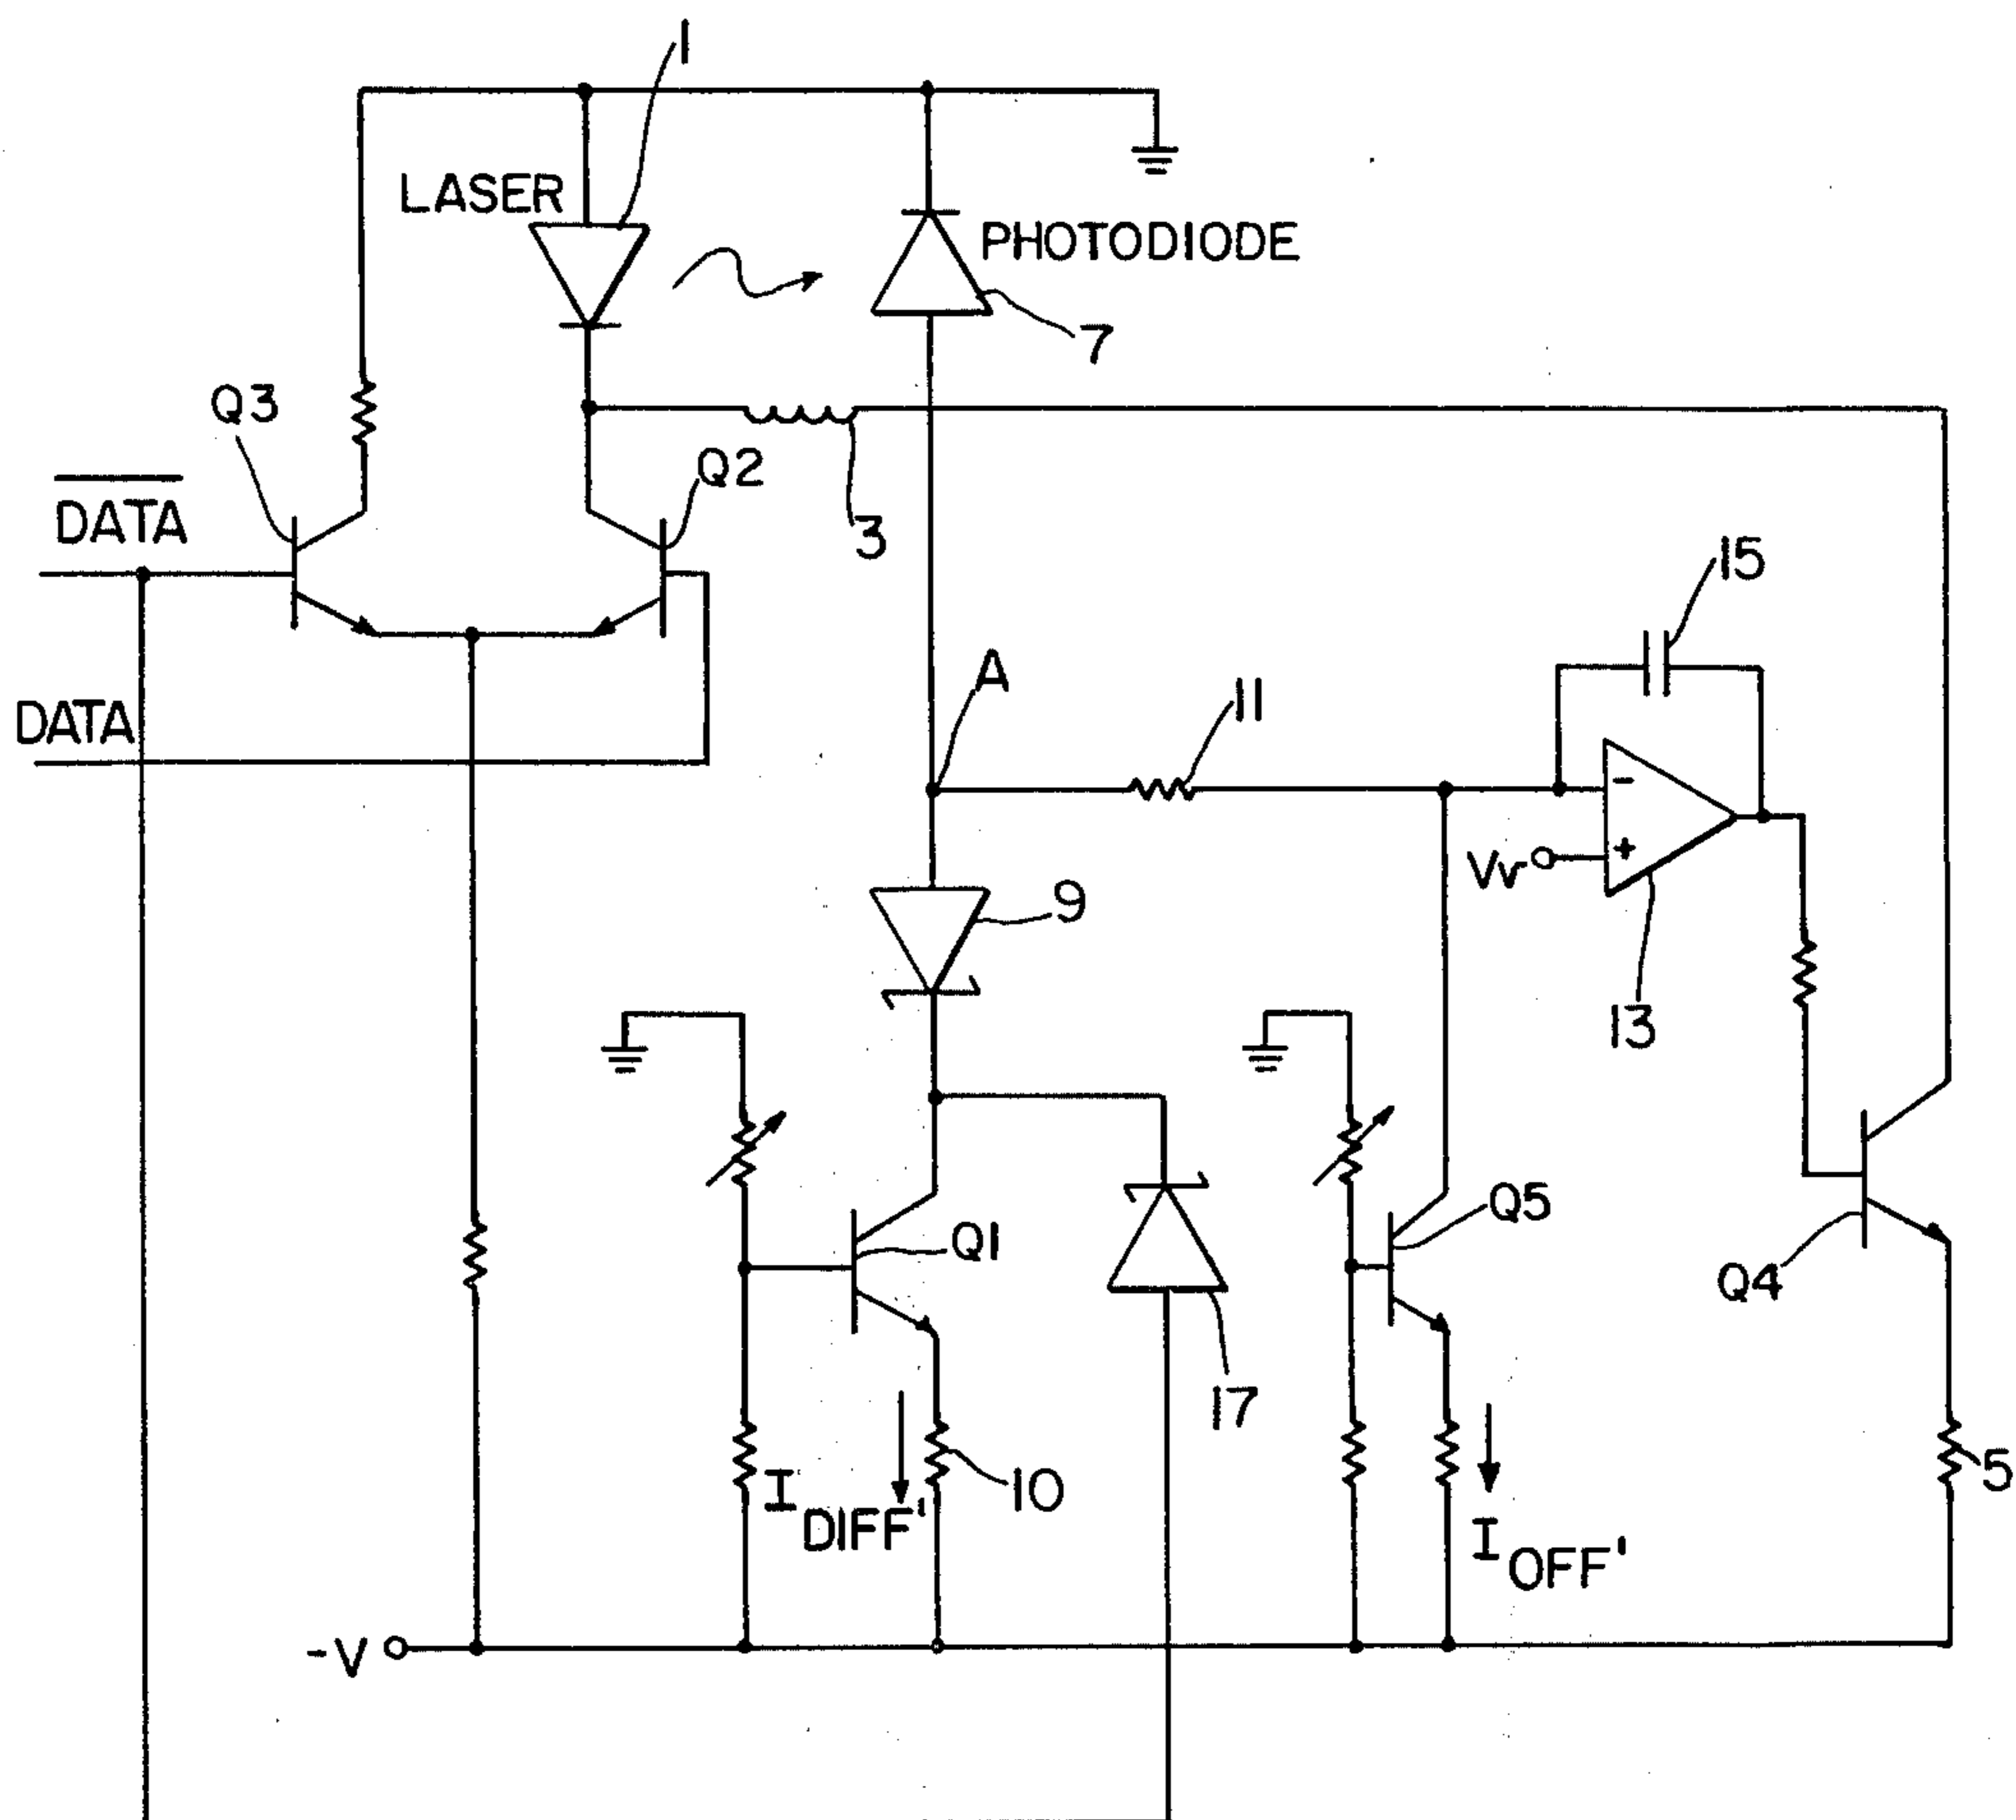 1
LASER
PHOTODIODE
7
Q3
Q2
DATA
3
15
A
11
DATA
-
+
Vr
9
13
Q1
Q5
Q4
17
10
5
I DIFF'
I OFF'
-V